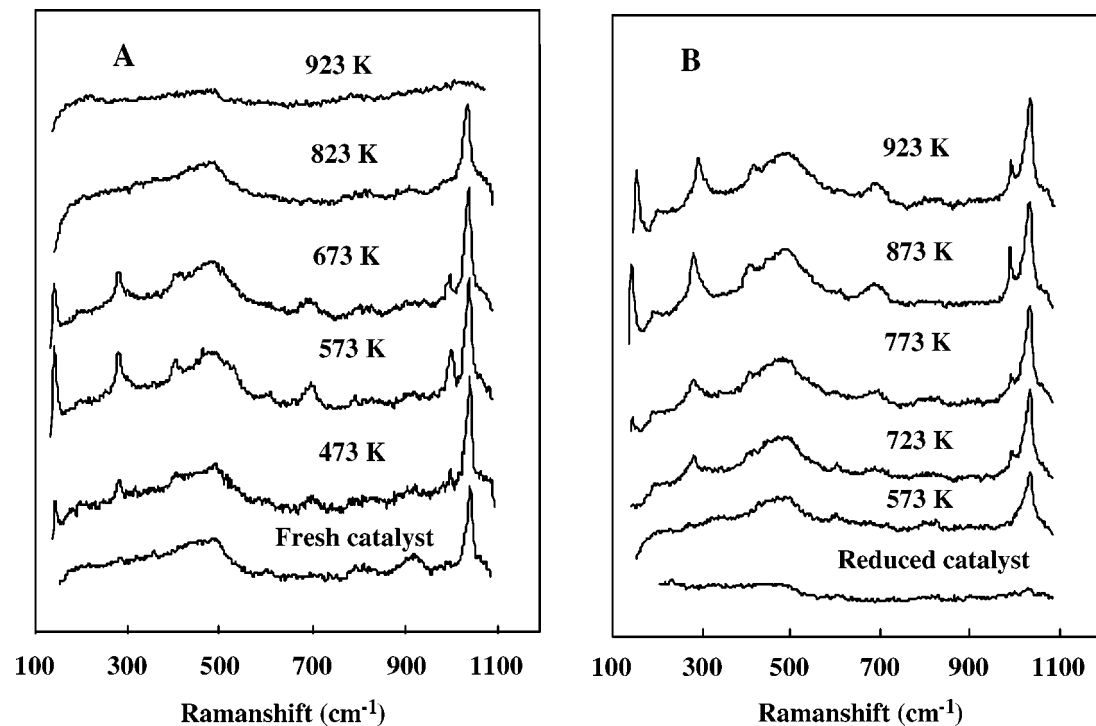 A
923 K
823 K
673 K
573 K
473 K
Fresh catalyst
100 300 500 700 900 1100
Ramanshift (cm⁻¹)
B
923 K
873 K
773 K
723 K
573 K
Reduced catalyst
100 300 500 700 900 1100
Ramanshift (cm⁻¹)